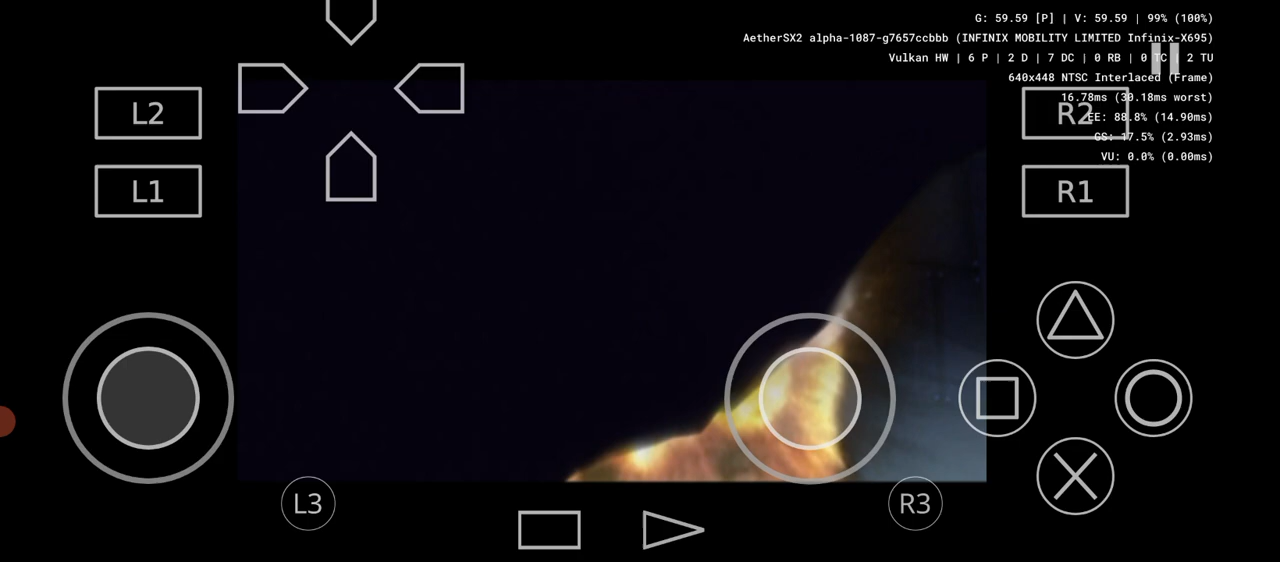 G: 59.59 [P] | V: 59.59 | 99% (100%)
AetherSX2 alpha-1087-g7657ccbbb (INFINIX MOBILITY LIMITED Infinix-X695)
Vulkan HW | 6 P | 2 D | 7 DC | 0 RB | 0 TC | 2 TU
640x448 NTSC Interlaced (Frame)
16.78ms (30.18ms worst)
EE: 88.8% (14.90ms)
GS: 17.5% (2.93ms)
VU: 0.0% (0.00ms)
L2
R2
L1
R1
L3
R3